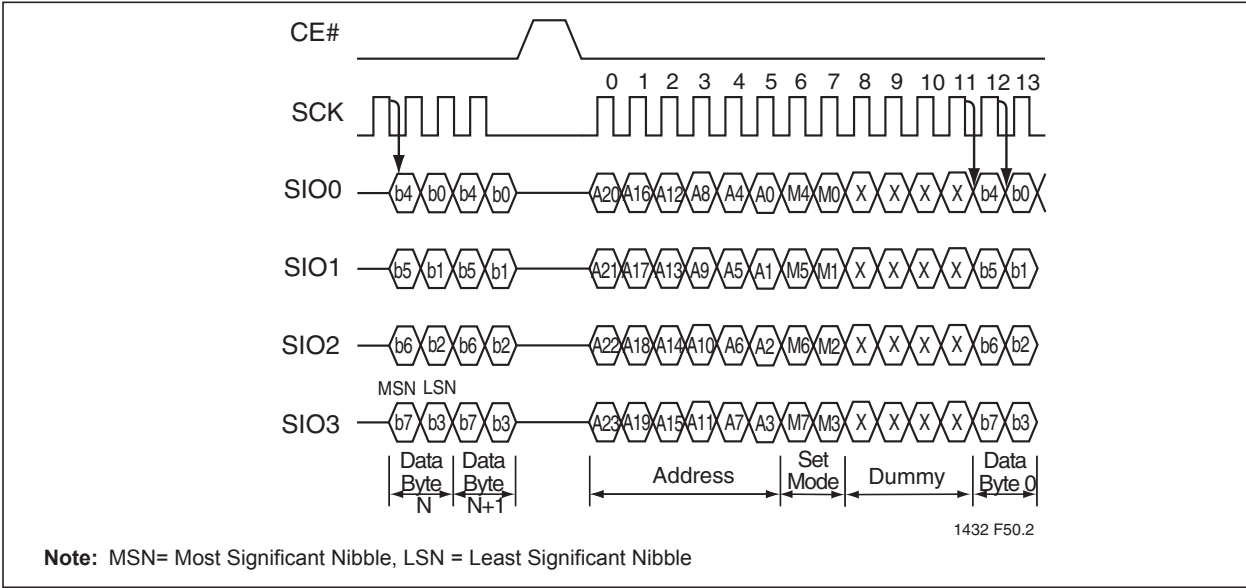 CE#
0 1 2 3 4 5 6 7 8 9 10 11 12 13
SCK
SIO0 b4 b0 b4 b0 A20 A16 A12 A8 A4 A0 M4 M0 X X X X b4 b0
SIO1 b5 b1 b5 b1 A21 A17 A13 A9 A5 A1 M5 M1 X X X X b5 b1
SIO2 b6 b2 b6 b2 A22 A18 A14 A10 A6 A2 M6 M2 X X X X b6 b2
MSN LSN
SIO3 b7 b3 b7 b3 A23 A19 A15 A11 A7 A3 M7 M3 X X X X b7 b3
Data Data Set Data
Byte Byte Address Mode Dummy Byte 0
N N+1
1432 F50.2
Note: MSN= Most Significant Nibble, LSN = Least Significant Nibble